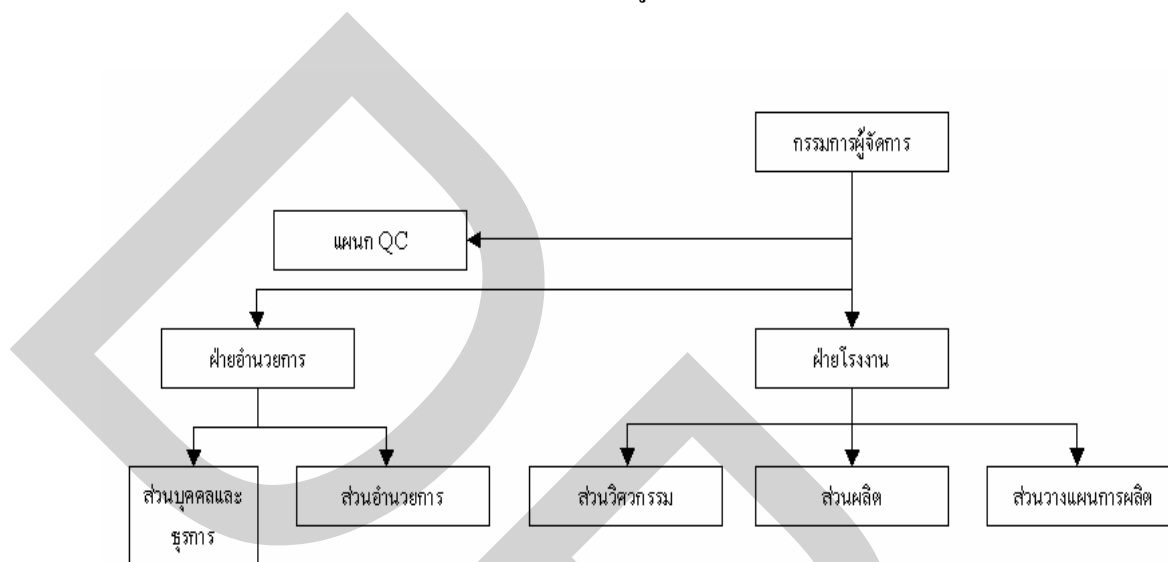 กรรมการผู้จัดการ
แผนก QC
ฝ่ายอำนวยการ
ฝ่ายโรงงาน
ส่วนบุคคลและ
ธุรการ
ส่วนอำนวยการ
ส่วนวิศวกรรม
ส่วนผลิต
ส่วนวางแผนการผลิต